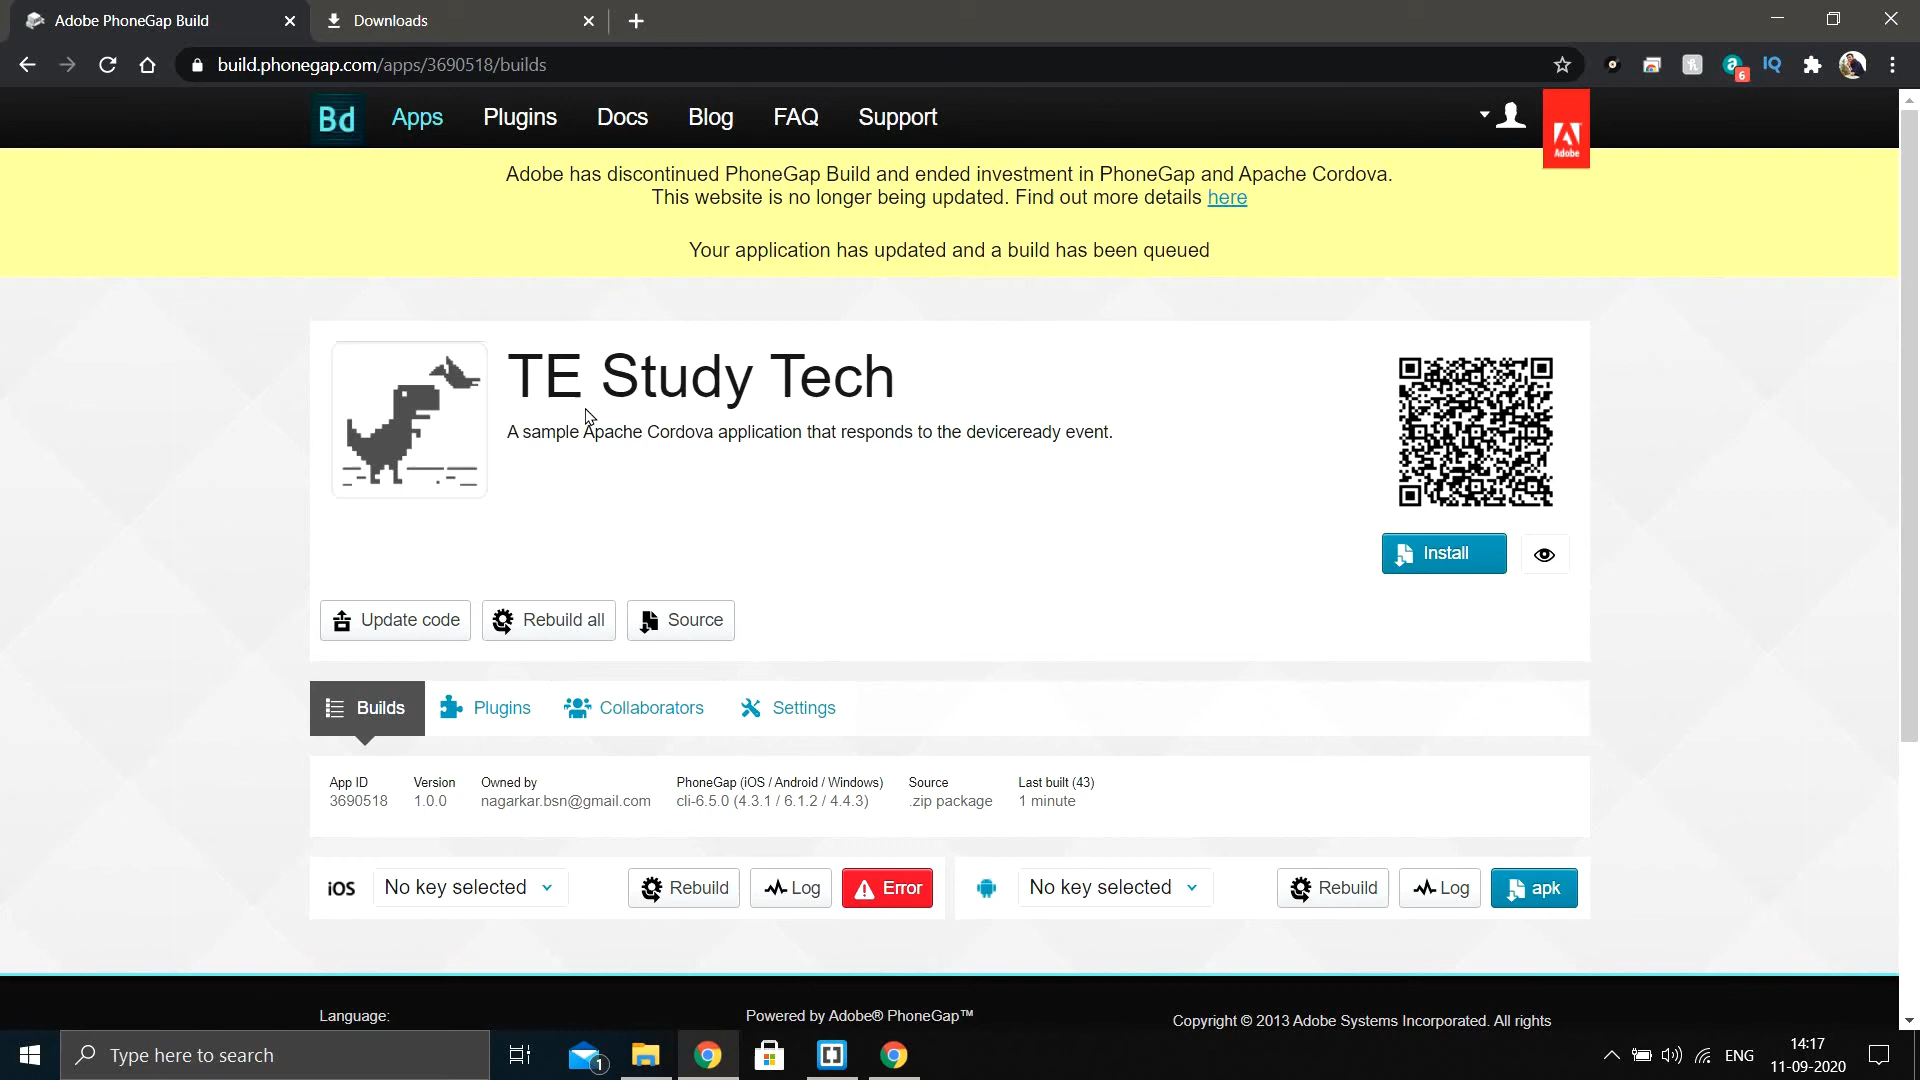 Adobe PhoneGap Build
Downloads
build.phonegap.com/apps/3690518/builds
6
IQ
Bd
Apps
Plugins
Docs
Blog
FAQ
Support
Adobe
Adobe has discontinued PhoneGap Build and ended investment in PhoneGap and Apache Cordova.
This website is no longer being updated. Find out more details here
Your application has updated and a build has been queued
TE Study Tech
A sample Apache Cordova application that responds to the deviceready event.
Install
Update code
Rebuild all
Source
Builds
Plugins
Collaborators
Settings
App ID
3690518
Version
1.0.0
Owned by
nagarkar.bsn@gmail.com
PhoneGap (iOS / Android / Windows)
cli-6.5.0 (4.3.1 / 6.1.2 / 4.4.3)
Source
.zip package
Last built (43)
1 minute
iOS
No key selected
Rebuild
Log
Error
No key selected
Rebuild
Log
apk
Language:
Powered by Adobe® PhoneGap™
Copyright © 2013 Adobe Systems Incorporated. All rights
Type here to search
1
ENG
14:17
11-09-2020